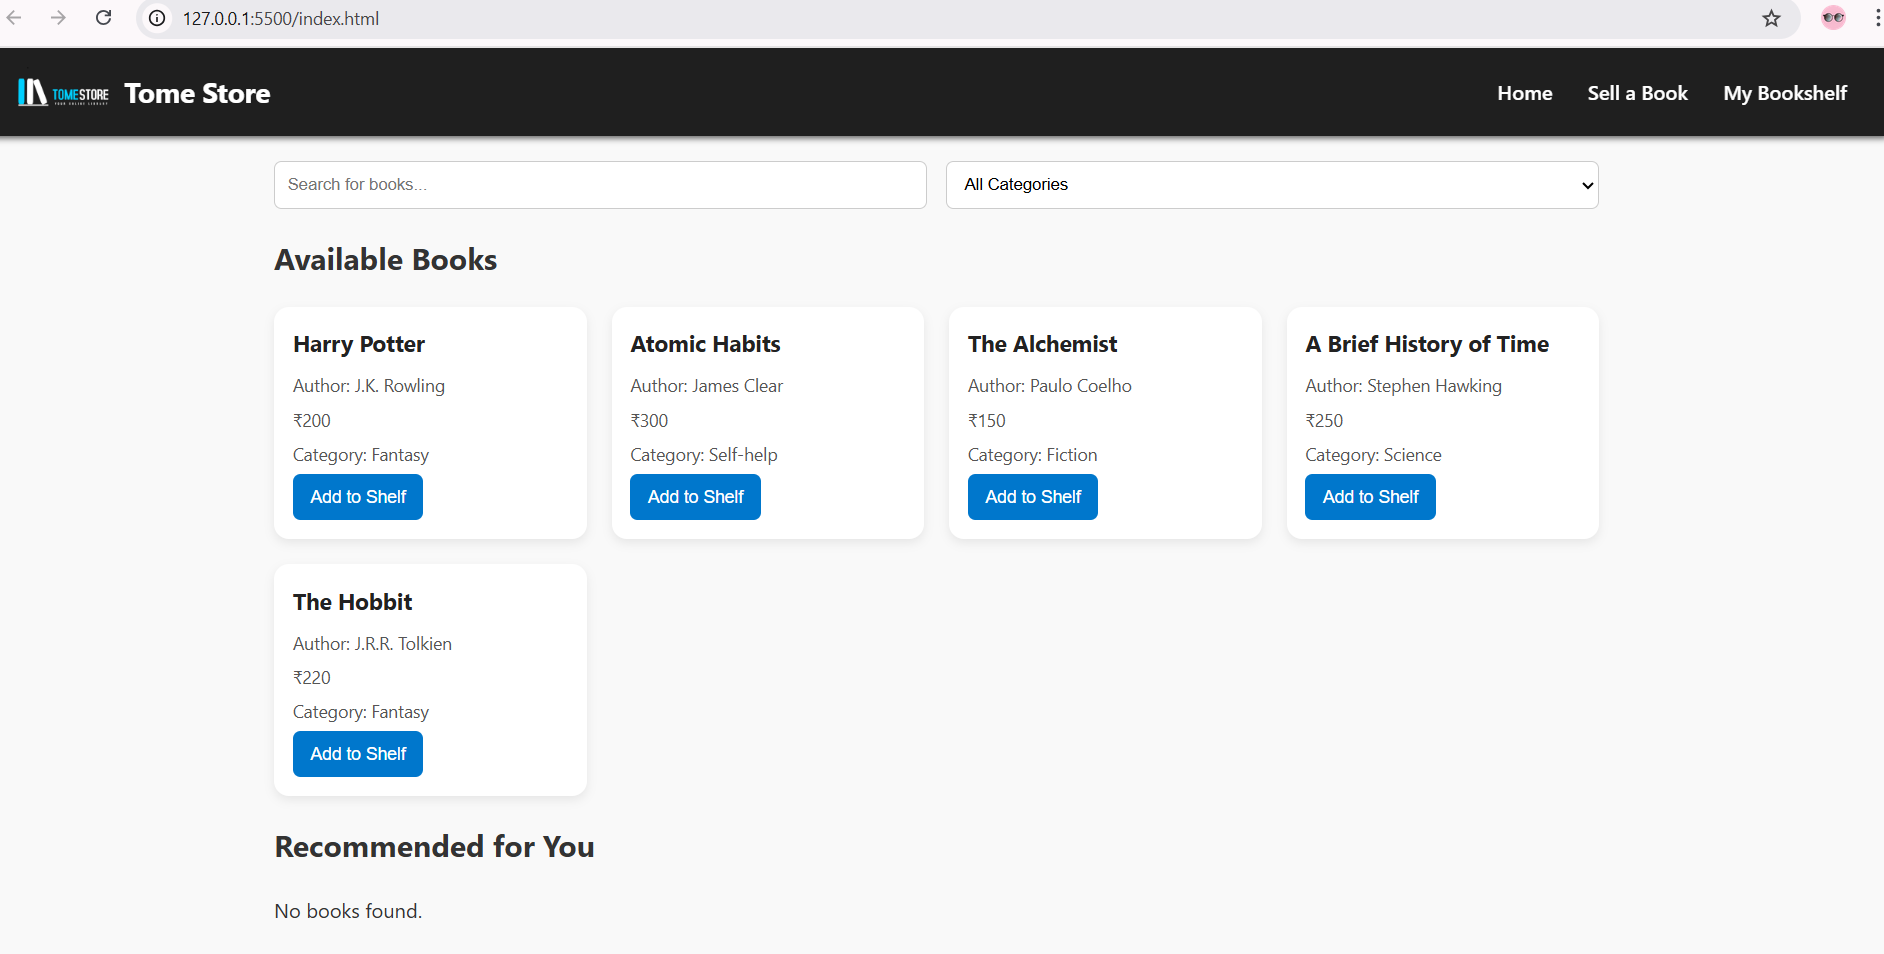 127.0.0.1:5500/index.html
TOMESTORE
YOUR ONLINE LIBRARY
Tome Store
Home
Sell a Book
My Bookshelf
Search for books...
All Categories
Available Books
Harry Potter
Author: J.K. Rowling
₹200
Category: Fantasy
Add to Shelf
Atomic Habits
Author: James Clear
₹300
Category: Self-help
Add to Shelf
The Alchemist
Author: Paulo Coelho
₹150
Category: Fiction
Add to Shelf
A Brief History of Time
Author: Stephen Hawking
₹250
Category: Science
Add to Shelf
The Hobbit
Author: J.R.R. Tolkien
₹220
Category: Fantasy
Add to Shelf
Recommended for You
No books found.